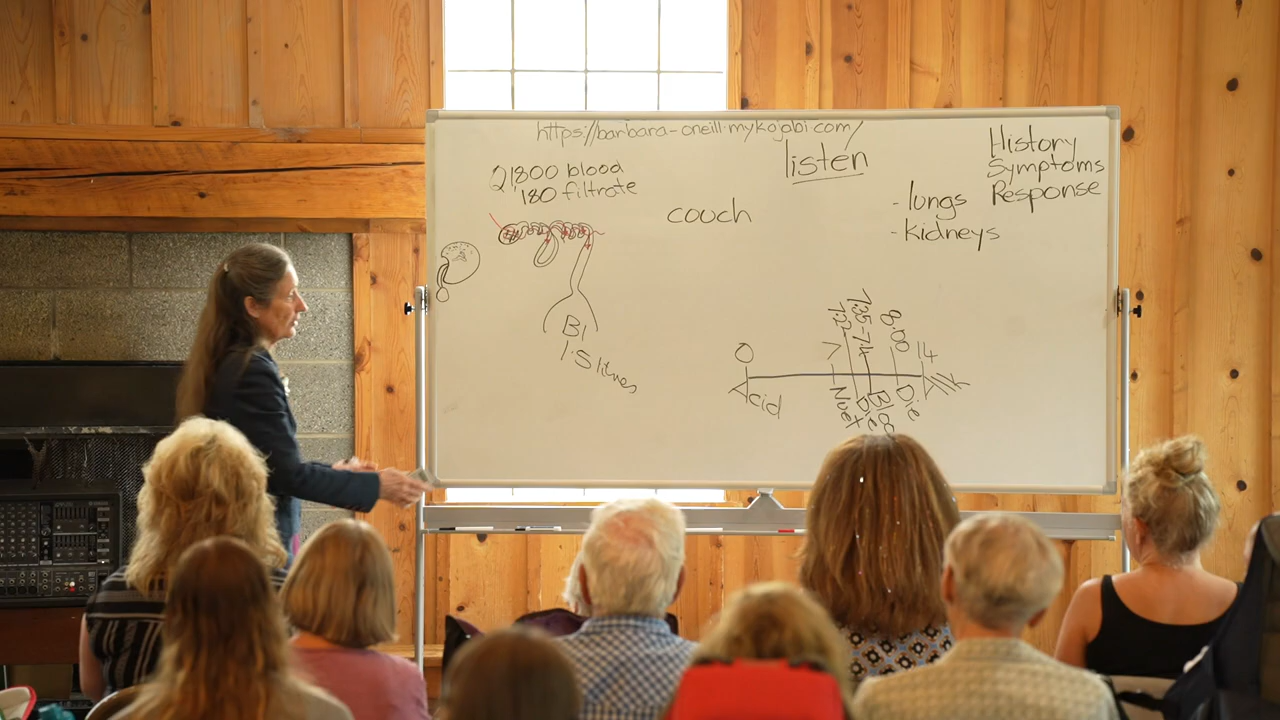 https://barbara-oneill.mykajabi.com/
listen
History
Symptoms
Response
21800 blood
180 filtrate
couch
- lungs
- kidneys
Bl
1.5 litres
0
7
7.22
7.35-7.4
8.00
14
Acid
Die
Die